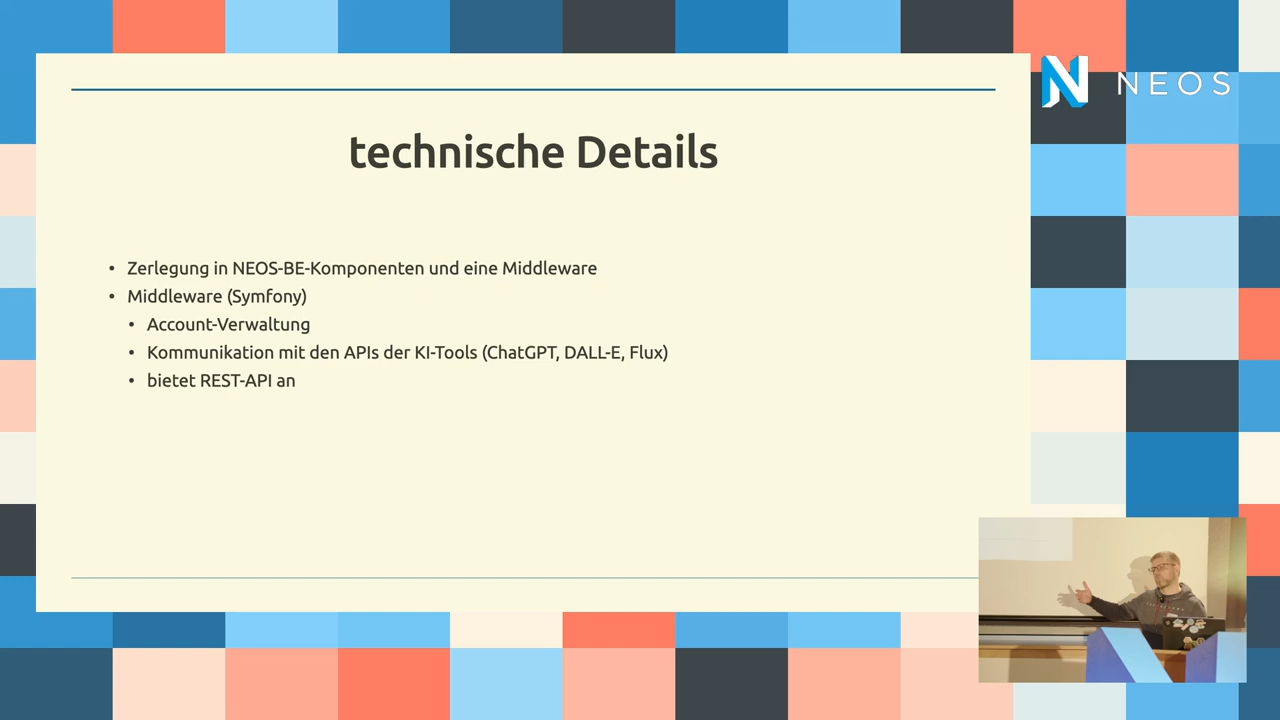 NEOS
technische Details
• Zerlegung in NEOS-BE-Komponenten und eine Middleware
• Middleware (Symfony)
• Account-Verwaltung
• Kommunikation mit den APIs der KI-Tools (ChatGPT, DALL-E, Flux)
• bietet REST-API an